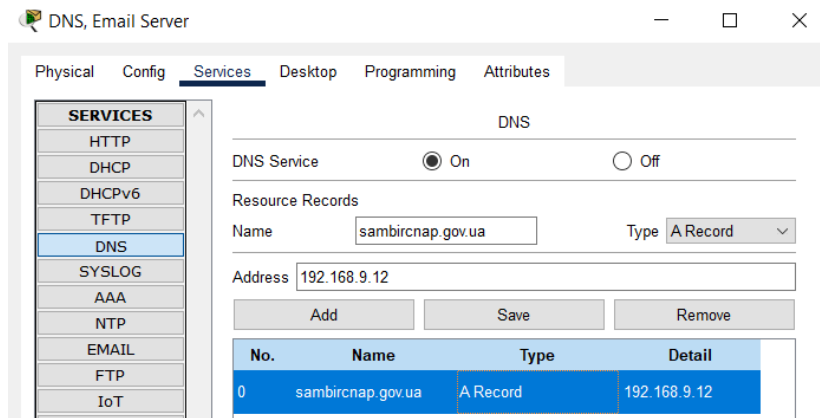 DNS, Email Server
Physical Config Services Desktop Programming Attributes
SERVICES
HTTP
DHCP
DHCPv6
TFTP
DNS
SYSLOG
AAA
NTP
EMAIL
FTP
IoT
DNS
DNS Service On Off
Resource Records
Name sambircnap.gov.ua Type A Record
Address 192.168.9.12
Add Save Remove
No. Name Type Detail
0 sambircnap.gov.ua A Record 192.168.9.12